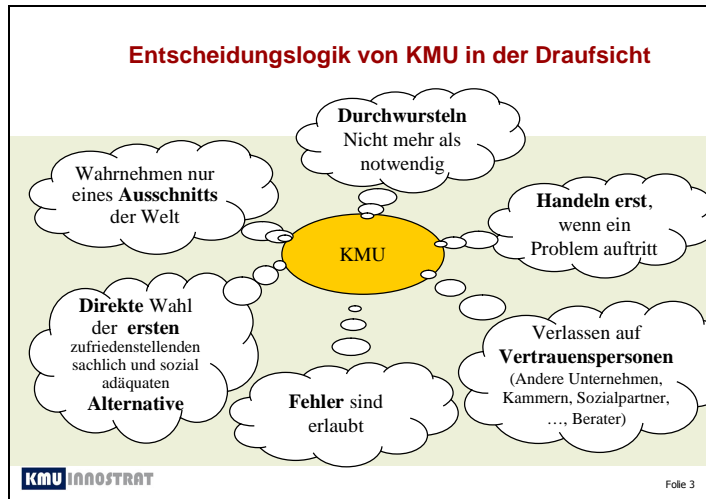 Entscheidungslogik von KMU in der Draufsicht
Durchwursteln
Nicht mehr als
notwendig
Wahrnehmen nur
eines Ausschnitts
der Welt
Handeln erst,
wenn ein
Problem auftritt
KMU
Direkte Wahl
der ersten
zufriedenstellenden
sachlich und sozial
adäquaten
Alternative
Verlassen auf
Vertrauenspersonen
(Andere Unternehmen,
Kammern, Sozialpartner,
…, Berater)
Fehler sind
erlaubt
KMU INNOSTRAT
Folie 3